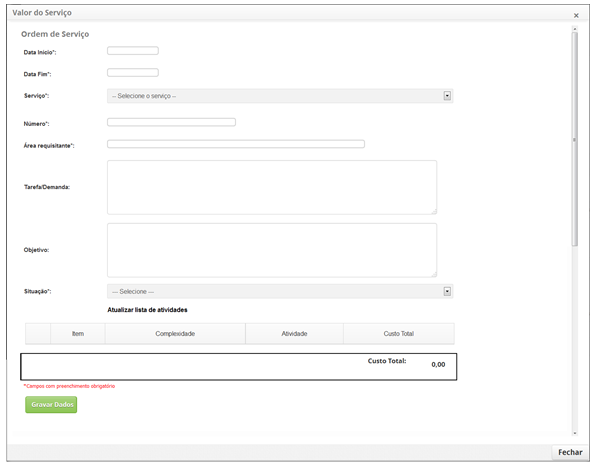 Valor do Serviço
×
Ordem de Serviço
Data Início*:
Data Fim*:
Serviço*:
-- Selecione o serviço --
Número*:
Área requisitante*:
Tarefa/Demanda:
Objetivo:
Situação*:
--- Selecione ---
Atualizar lista de atividades
Item Complexidade Atividade Custo Total
Custo Total: 0,00
*Campos com preenchimento obrigatório
Gravar Dados
Fechar